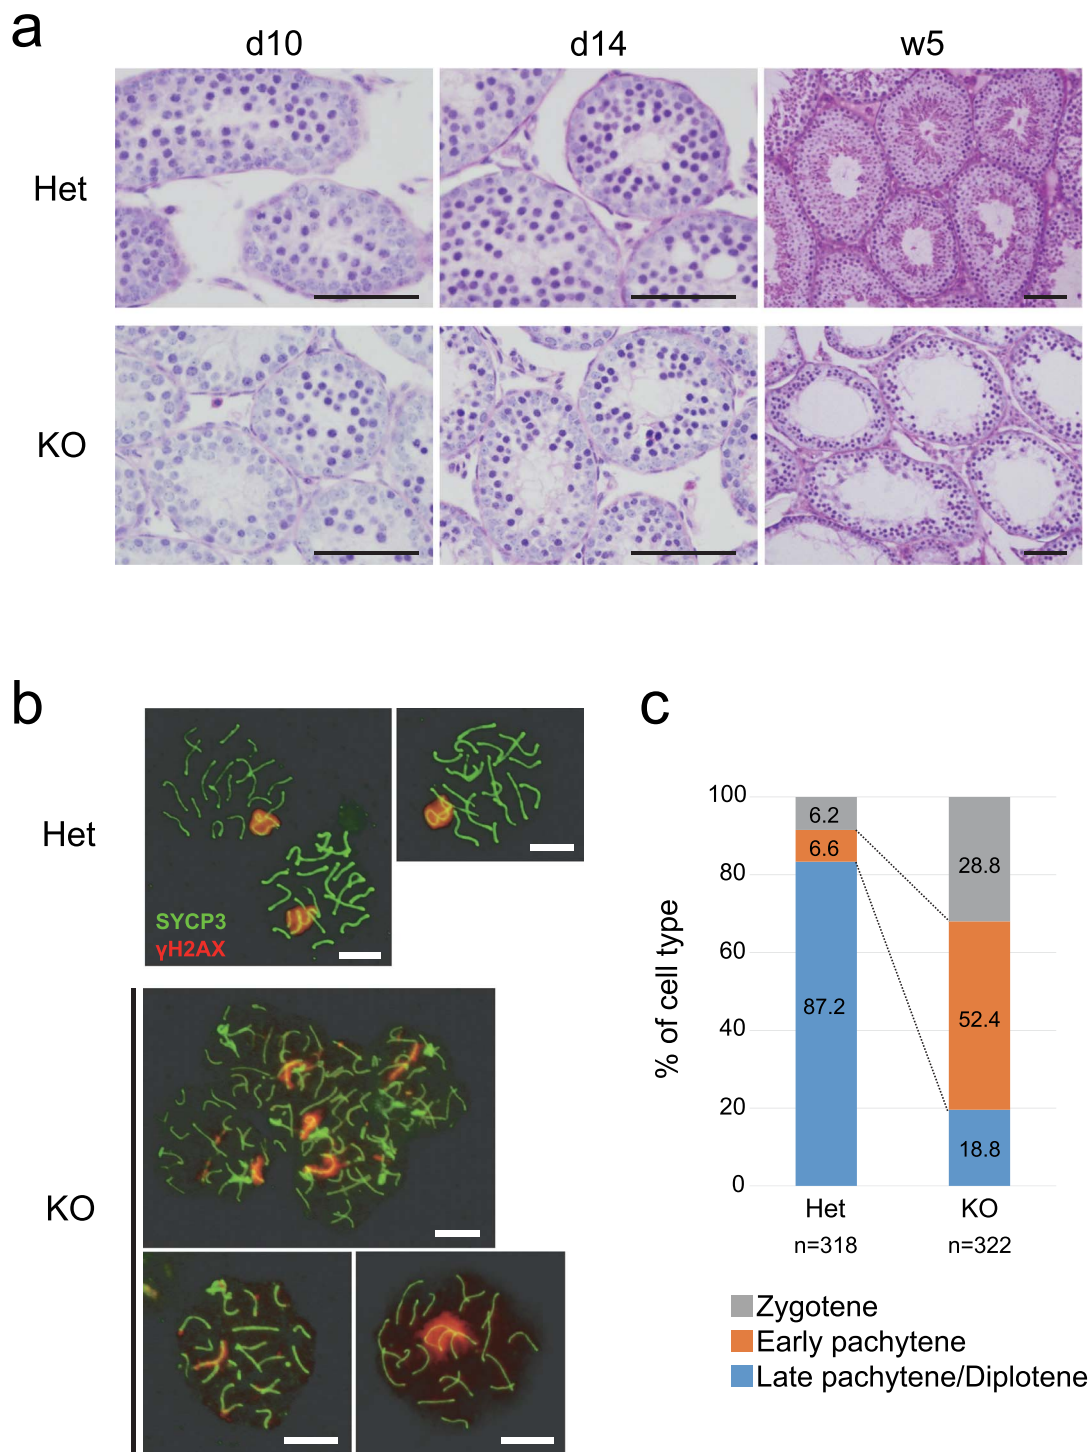 a
d10 d14 w5
Het
KO
b
Het
SYCP3
γH2AX
KO
c
% of cell type
100
80
60
40
20
0
6.2
6.6
87.2
28.8
52.4
18.8
Het KO
n=318 n=322
Zygotene
Early pachytene
Late pachytene/Diplotene